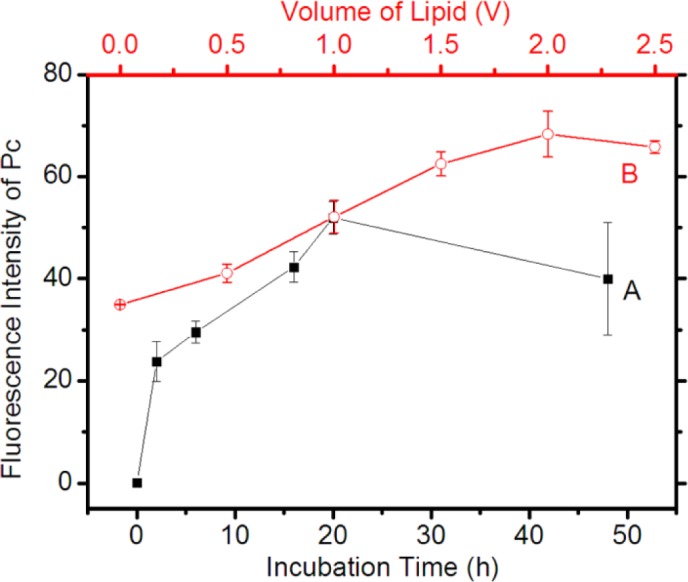 Volume of Lipid (V)
0.0 0.5 1.0 1.5 2.0 2.5
Fluorescence Intensity of Pc
80
60
40
20
0
B
A
0 10 20 30 40 50
Incubation Time (h)